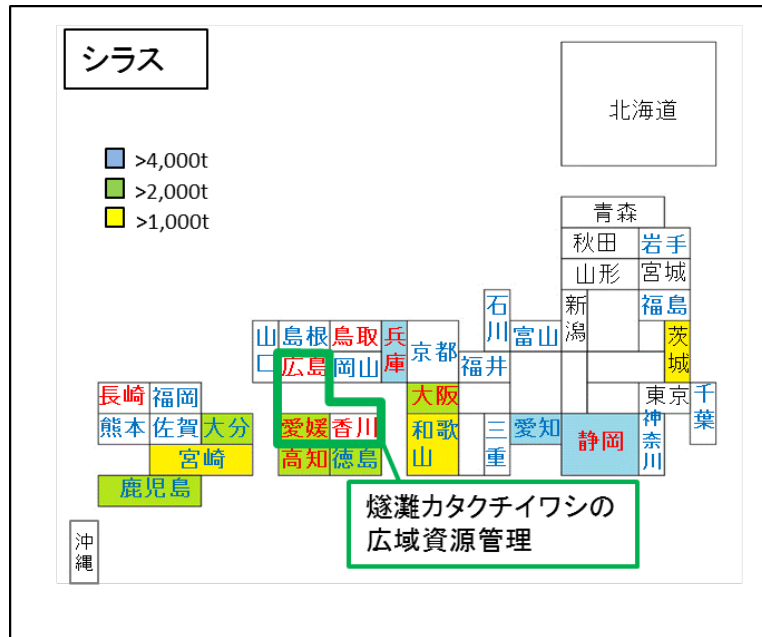 シラス
北海道
>4,000t
>2,000t
>1,000t
青森
秋田
岩手
山形
宮城
石川
新潟
福島
山口
島根
鳥取
兵庫
京都
福井
富山
茨城
広島
岡山
長崎
福岡
大阪
東京
千葉
熊本
佐賀
大分
愛媛
香川
和歌山
三重
愛知
静岡
神奈川
宮崎
高知
徳島
鹿児島
沖縄
燧灘カタクチイワシの
広域資源管理